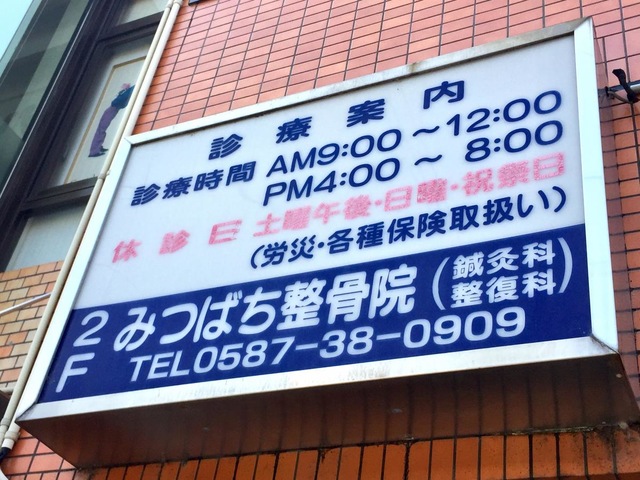 診療案内
診療時間 AM9:00～12:00
PM4:00～ 8:00
休診日 土曜午後・日曜・祝祭日
(労災・各種保険取扱い)
2F みつばち整骨院 (鍼灸科 整復科)
TEL0587-38-0909